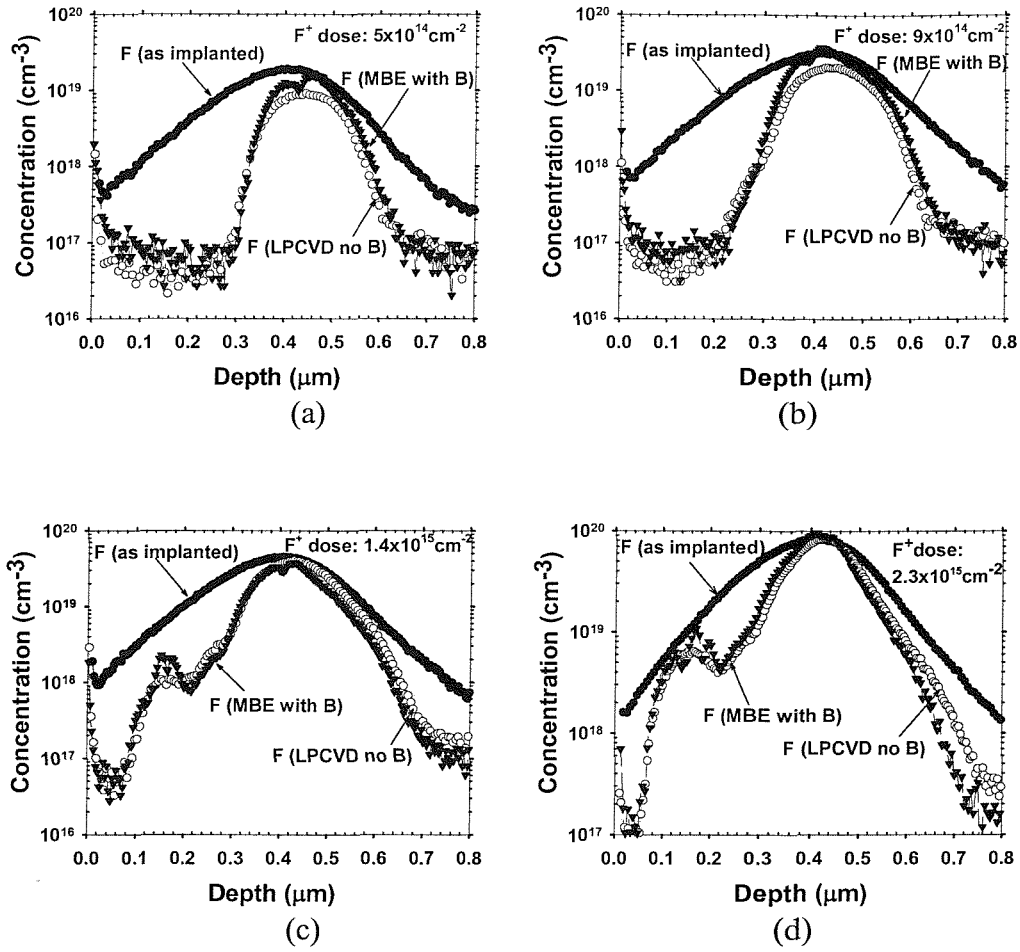 F⁺ dose: 5x10¹⁴cm⁻²
F (as implanted)
F (MBE with B)
F (LPCVD no B)
Concentration (cm⁻³)
10²⁰
10¹⁹
10¹⁸
10¹⁷
10¹⁶
0.0 0.1 0.2 0.3 0.4 0.5 0.6 0.7 0.8
Depth (μm)
(a)
F⁺ dose: 9x10¹⁴cm⁻²
F (as implanted)
F (MBE with B)
F (LPCVD no B)
Concentration (cm⁻³)
10²⁰
10¹⁹
10¹⁸
10¹⁷
10¹⁶
0.0 0.1 0.2 0.3 0.4 0.5 0.6 0.7 0.8
Depth (μm)
(b)
F (as implanted)
F⁺ dose: 1.4x10¹⁵cm⁻²
F (MBE with B)
F (LPCVD no B)
Concentration (cm⁻³)
10²⁰
10¹⁹
10¹⁸
10¹⁷
10¹⁶
0.0 0.1 0.2 0.3 0.4 0.5 0.6 0.7 0.8
Depth (μm)
(c)
F (as implanted)
F⁺dose:
2.3x10¹⁵cm⁻²
F (MBE with B)
F (LPCVD no B)
Concentration (cm⁻³)
10²⁰
10¹⁹
10¹⁸
10¹⁷
0.0 0.1 0.2 0.3 0.4 0.5 0.6 0.7 0.8
Depth (μm)
(d)